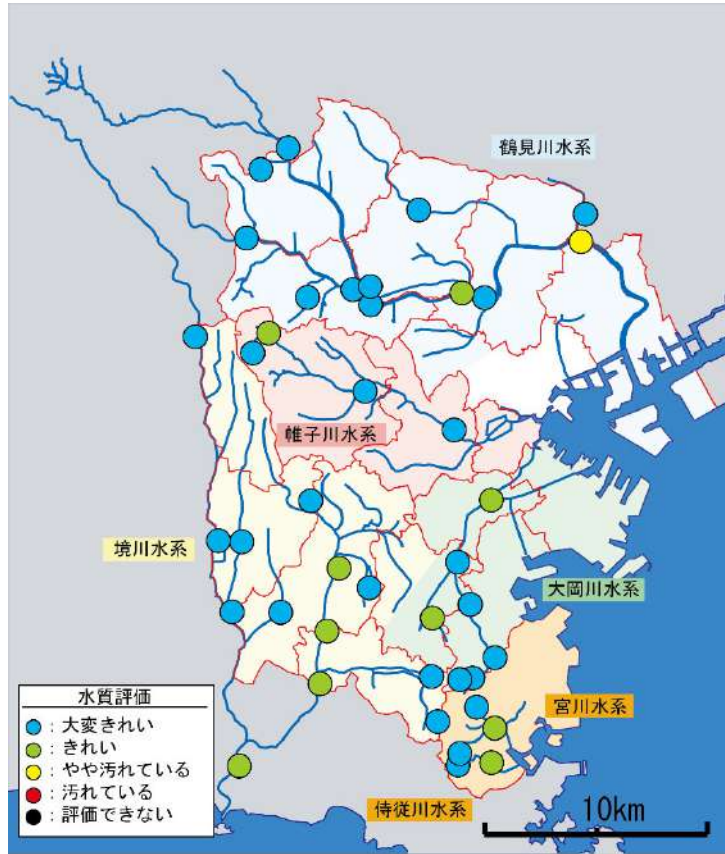 鶴見川水系
帷子川水系
境川水系
大岡川水系
宮川水系
侍従川水系
水質評価
：大変きれい
：きれい
：やや汚れている
：汚れている
：評価できない
10km